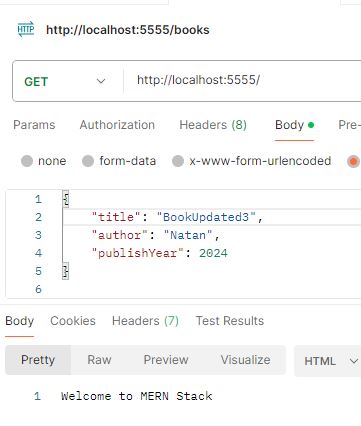 HTTP http://localhost:5555/books
GET http://localhost:5555/
Params Authorization Headers (8) Body Pre-
none form-data x-www-form-urlencoded
1 {
2 "title": "BookUpdated3",
3 "author": "Natan",
4 "publishYear": 2024
5 }
6
Body Cookies Headers (7) Test Results
Pretty Raw Preview Visualize HTML
1 Welcome to MERN Stack